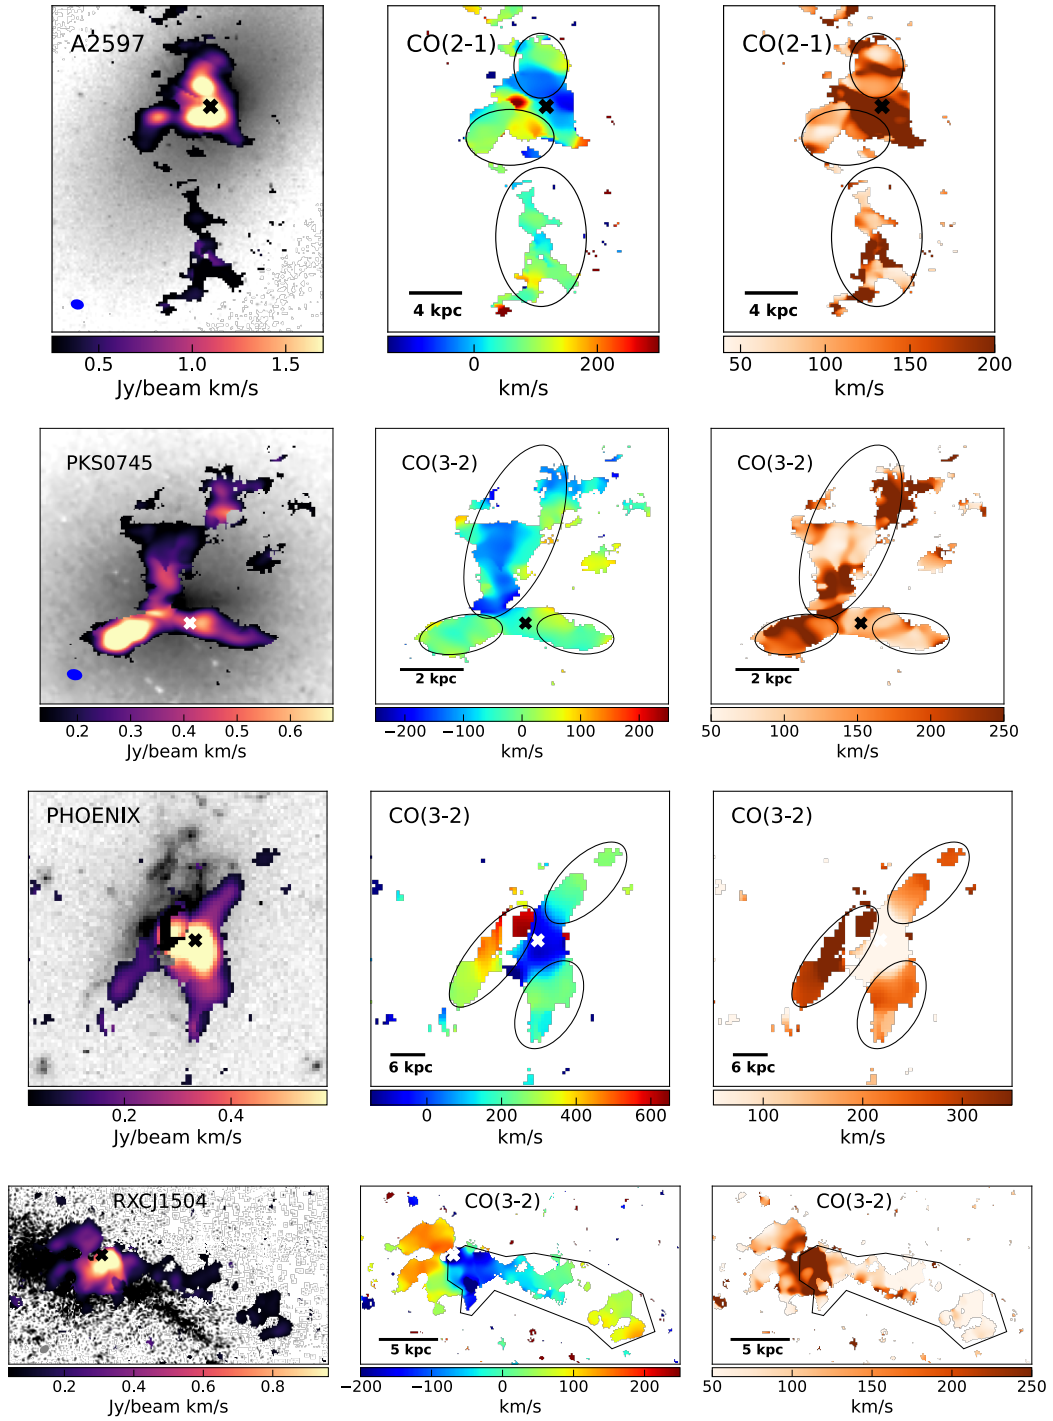 A2597 CO(2-1) CO(2-1)
4 kpc 4 kpc
0.5 1.0 1.5 0 200 50 100 150 200
Jy/beam km/s km/s km/s
PKS0745 CO(3-2) CO(3-2)
2 kpc 2 kpc
0.2 0.3 0.4 0.5 0.6 −200 −100 0 100 200 50 100 150 200 250
Jy/beam km/s km/s km/s
PHOENIX CO(3-2) CO(3-2)
6 kpc 6 kpc
0.2 0.4 0 200 400 600 100 200 300
Jy/beam km/s km/s km/s
RXCJ1504 CO(3-2) CO(3-2)
5 kpc 5 kpc
0.2 0.4 0.6 0.8 −200 −100 0 100 200 50 100 150 200 250
Jy/beam km/s km/s km/s